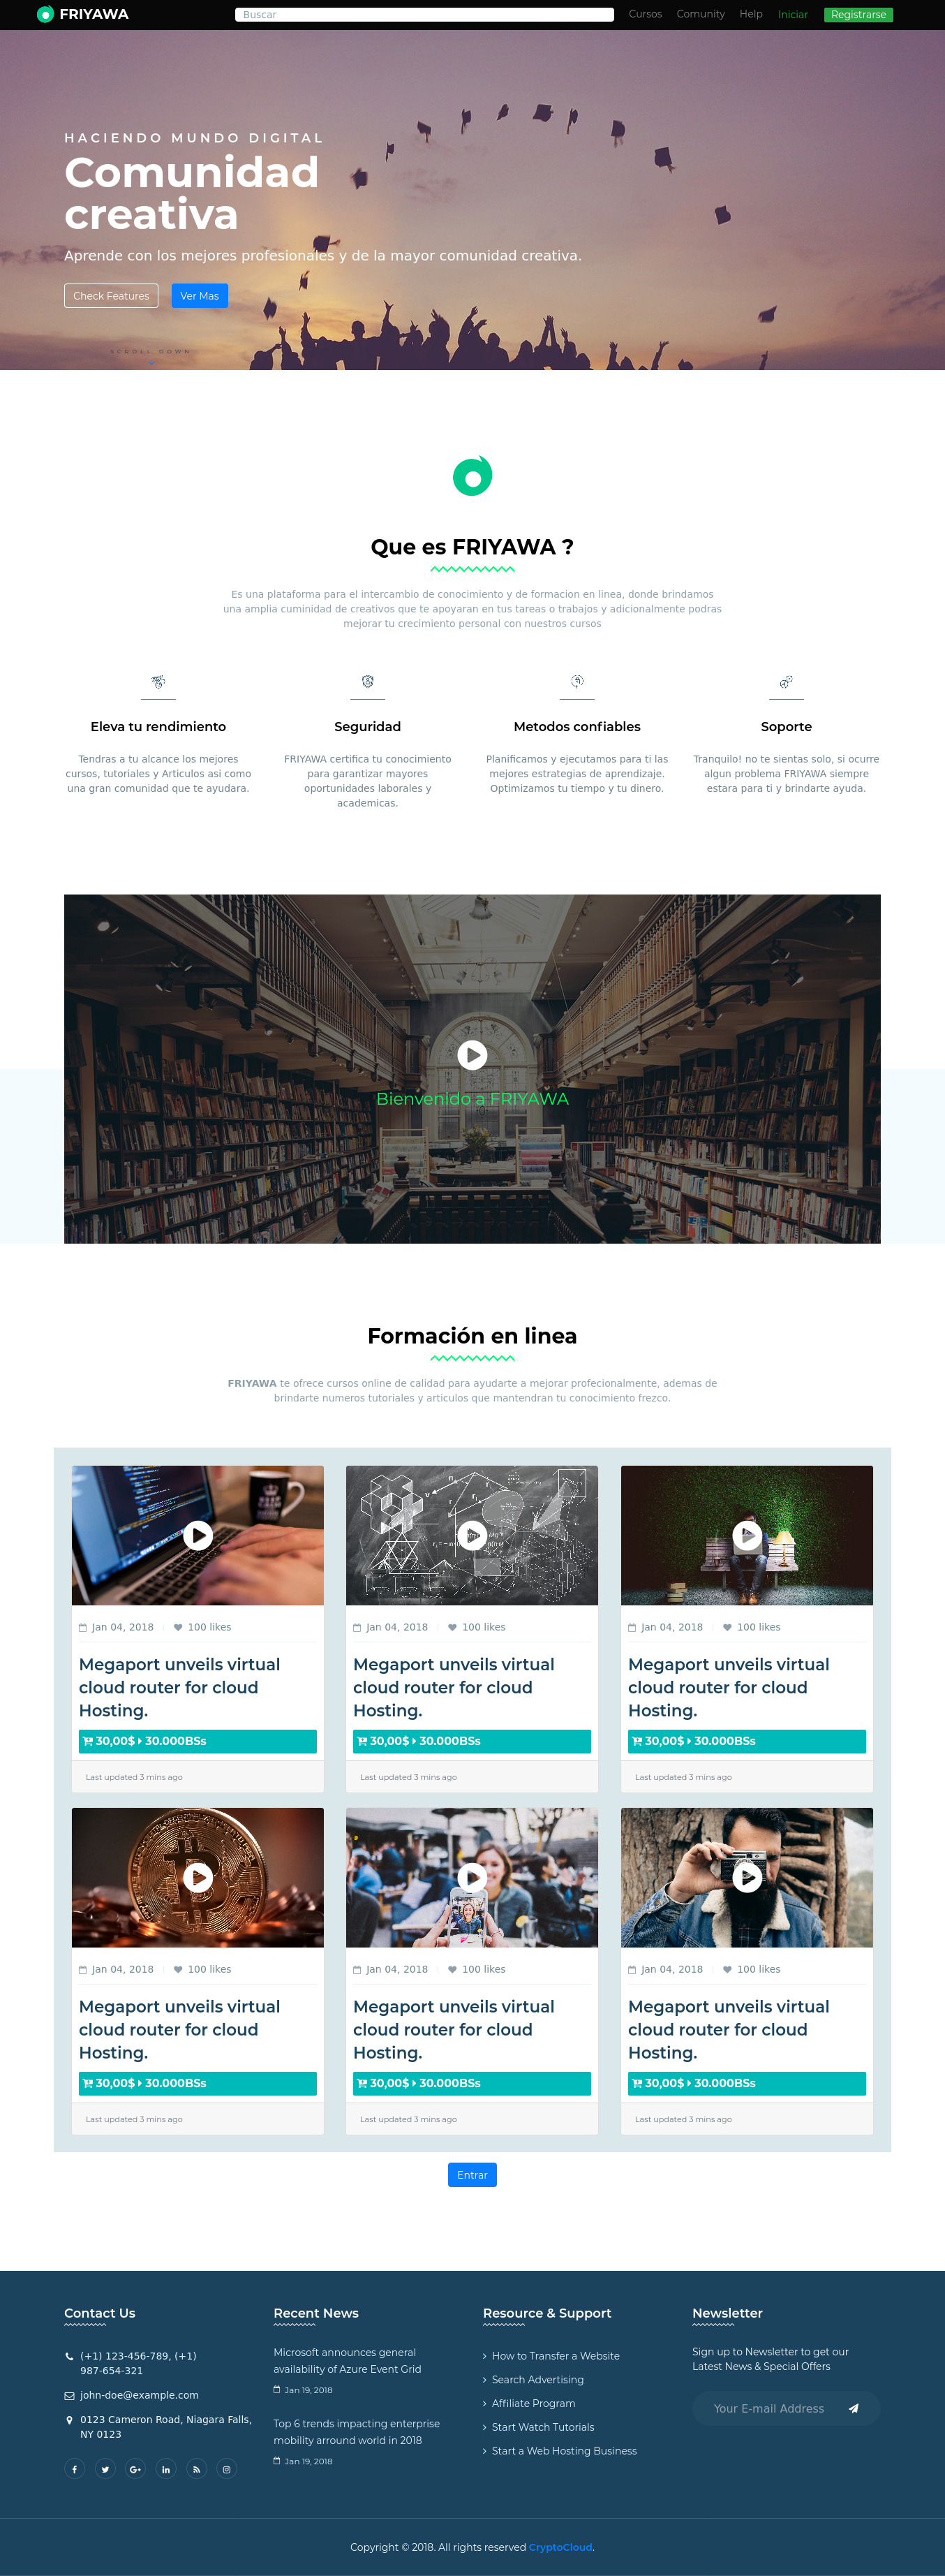 FRIYAWA
Buscar
Cursos
Comunity
Help
Iniciar
Registrarse
HACIENDO MUNDO DIGITAL
Comunidad
creativa
Aprende con los mejores profesionales y de la mayor comunidad creativa.
Check Features
Ver Mas
SCROLL DOWN
Que es FRIYAWA ?
Es una plataforma para el intercambio de conocimiento y de formacion en linea, donde brindamos
una amplia cuminidad de creativos que te apoyaran en tus tareas o trabajos y adicionalmente podras
mejorar tu crecimiento personal con nuestros cursos
Eleva tu rendimiento
Tendras a tu alcance los mejores
cursos, tutoriales y Articulos asi como
una gran comunidad que te ayudara.
Seguridad
FRIYAWA certifica tu conocimiento
para garantizar mayores
oportunidades laborales y
academicas.
Metodos confiables
Planificamos y ejecutamos para ti las
mejores estrategias de aprendizaje.
Optimizamos tu tiempo y tu dinero.
Soporte
Tranquilo! no te sientas solo, si ocurre
algun problema FRIYAWA siempre
estara para ti y brindarte ayuda.
Bienvenido a FRIYAWA
Formación en linea
FRIYAWA te ofrece cursos online de calidad para ayudarte a mejorar profecionalmente, ademas de
brindarte numeros tutoriales y articulos que mantendran tu conocimiento frezco.
Jan 04, 2018
100 likes
Megaport unveils virtual
cloud router for cloud
Hosting.
30,00$ 30.000BSs
Last updated 3 mins ago
Jan 04, 2018
100 likes
Megaport unveils virtual
cloud router for cloud
Hosting.
30,00$ 30.000BSs
Last updated 3 mins ago
Jan 04, 2018
100 likes
Megaport unveils virtual
cloud router for cloud
Hosting.
30,00$ 30.000BSs
Last updated 3 mins ago
Jan 04, 2018
100 likes
Megaport unveils virtual
cloud router for cloud
Hosting.
30,00$ 30.000BSs
Last updated 3 mins ago
Jan 04, 2018
100 likes
Megaport unveils virtual
cloud router for cloud
Hosting.
30,00$ 30.000BSs
Last updated 3 mins ago
Jan 04, 2018
100 likes
Megaport unveils virtual
cloud router for cloud
Hosting.
30,00$ 30.000BSs
Last updated 3 mins ago
Entrar
Contact Us
(+1) 123-456-789, (+1)
987-654-321
john-doe@example.com
0123 Cameron Road, Niagara Falls,
NY 0123
Recent News
Microsoft announces general
availability of Azure Event Grid
Jan 19, 2018
Top 6 trends impacting enterprise
mobility arround world in 2018
Jan 19, 2018
Resource & Support
How to Transfer a Website
Search Advertising
Affiliate Program
Start Watch Tutorials
Start a Web Hosting Business
Newsletter
Sign up to Newsletter to get our
Latest News & Special Offers
Your E-mail Address
Copyright © 2018. All rights reserved CryptoCloud.